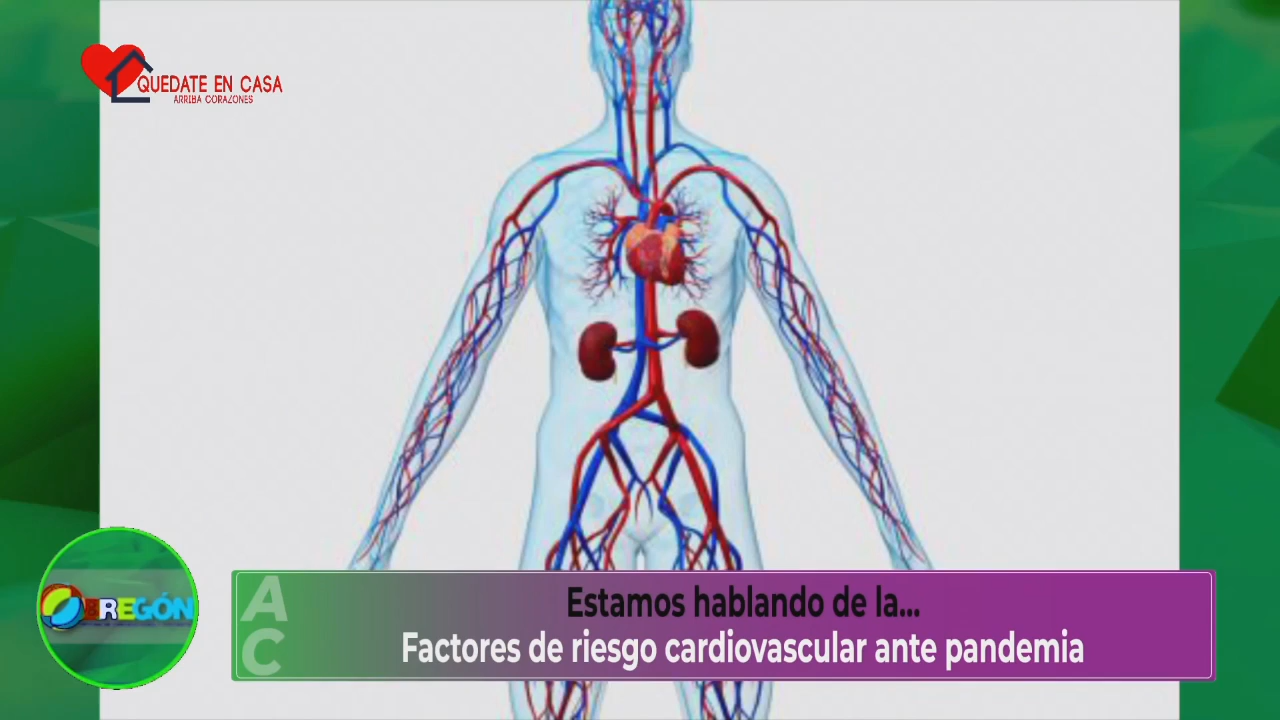 QUEDATE EN CASA
ARRIBA CORAZONES
OBREGÓN
AC
Estamos hablando de la...
Factores de riesgo cardiovascular ante pandemia